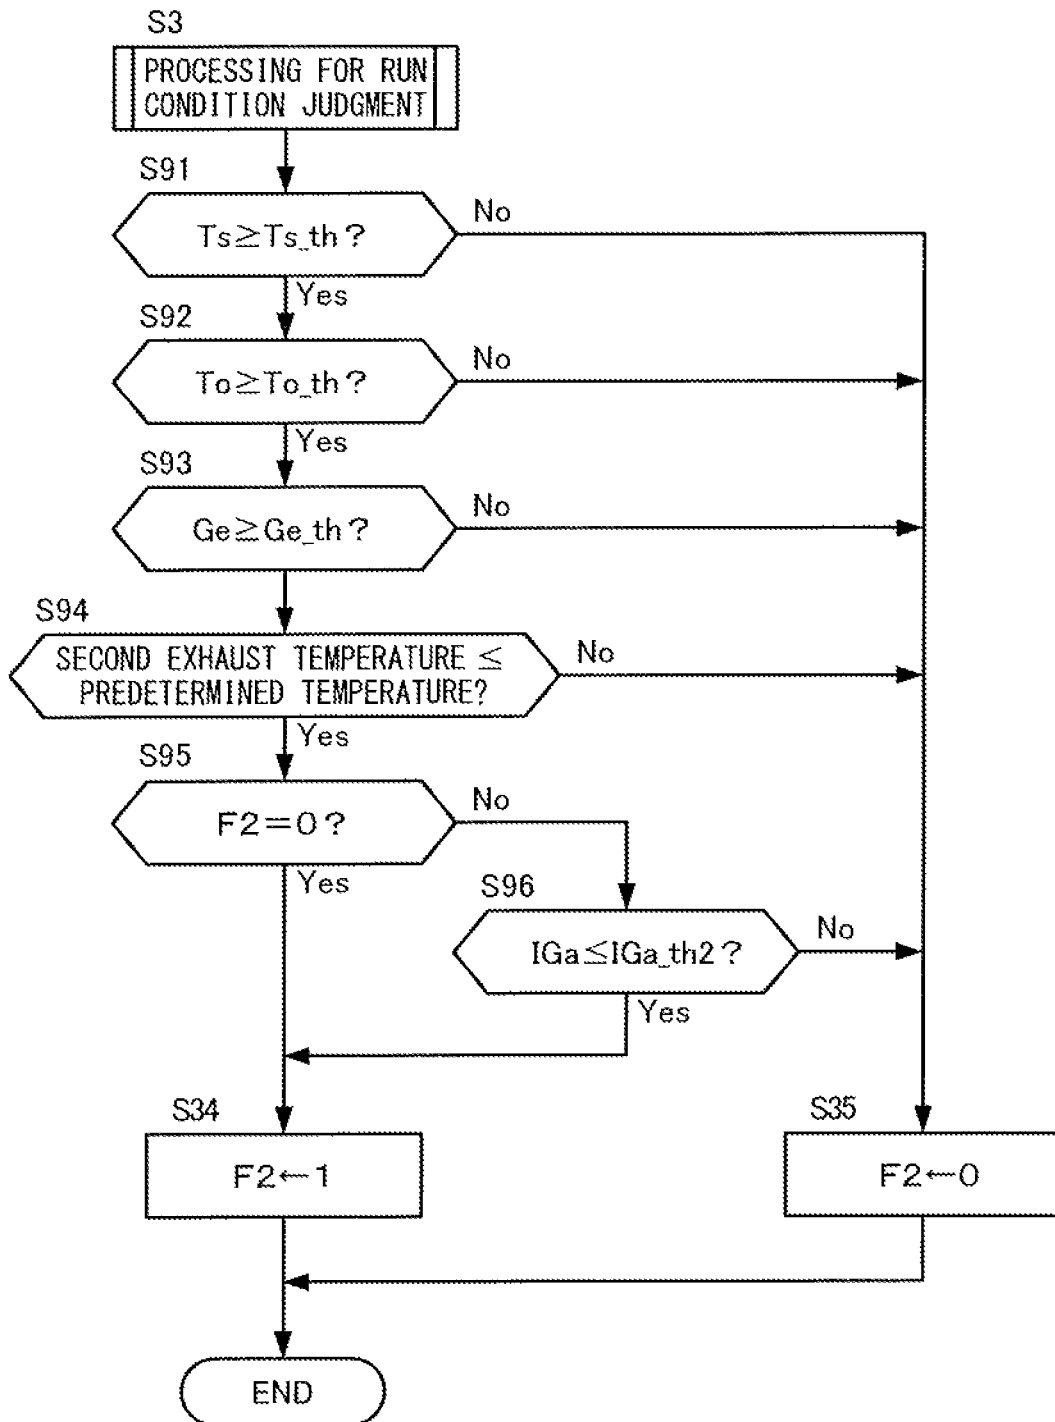 S3
PROCESSING FOR RUN
CONDITION JUDGMENT
S91
Ts≥Ts_th?
No
Yes
S92
To≥To_th?
No
Yes
S93
Ge≥Ge_th?
No
S94
SECOND EXHAUST TEMPERATURE ≤
PREDETERMINED TEMPERATURE?
No
Yes
S95
F2=0?
No
Yes
S96
IGa≤IGa_th2?
No
Yes
S34
F2←1
S35
F2←0
END